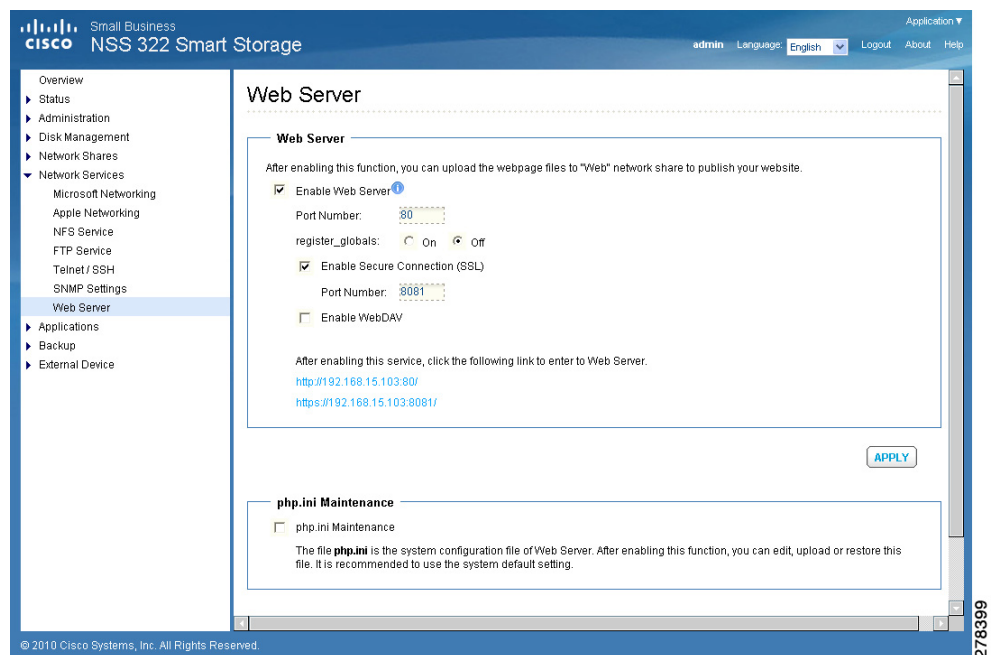 Small Business
CISCO NSS 322 Smart Storage
Application
admin Language: English Logout About Help
Overview
Status
Administration
Disk Management
Network Shares
Network Services
Microsoft Networking
Apple Networking
NFS Service
FTP Service
Telnet / SSH
SNMP Settings
Web Server
Applications
Backup
External Device
Web Server
Web Server
After enabling this function, you can upload the webpage files to "Web" network share to publish your website.
Enable Web Server
Port Number: 80
register_globals: On Off
Enable Secure Connection (SSL)
Port Number: 8081
Enable WebDAV
After enabling this service, click the following link to enter to Web Server.
http://192.168.15.103:80/
https://192.168.15.103:8081/
APPLY
php.ini Maintenance
php.ini Maintenance
The file php.ini is the system configuration file of Web Server. After enabling this function, you can edit, upload or restore this
file. It is recommended to use the system default setting.
© 2010 Cisco Systems, Inc. All Rights Reserved.
278399